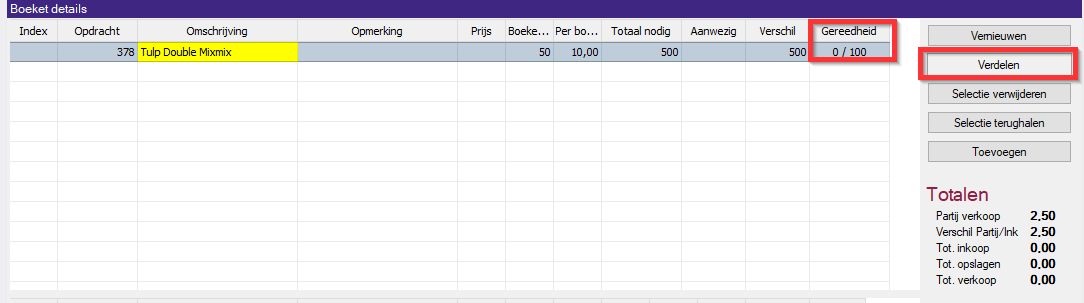 Boeket details
Index Opdracht Omschrijving Opmerking Prijs Boeke... Per bo... Totaal nodig Aanwezig Verschil Gereedheid
378 Tulp Double Mixmix 50 10,00 500 500 0 / 100
Vernieuwen
Verdelen
Selectie verwijderen
Selectie terughalen
Toevoegen
Totalen
Partij verkoop 2,50
Verschil Partij/Ink 2,50
Tot. inkoop 0,00
Tot. opslagen 0,00
Tot. verkoop 0,00